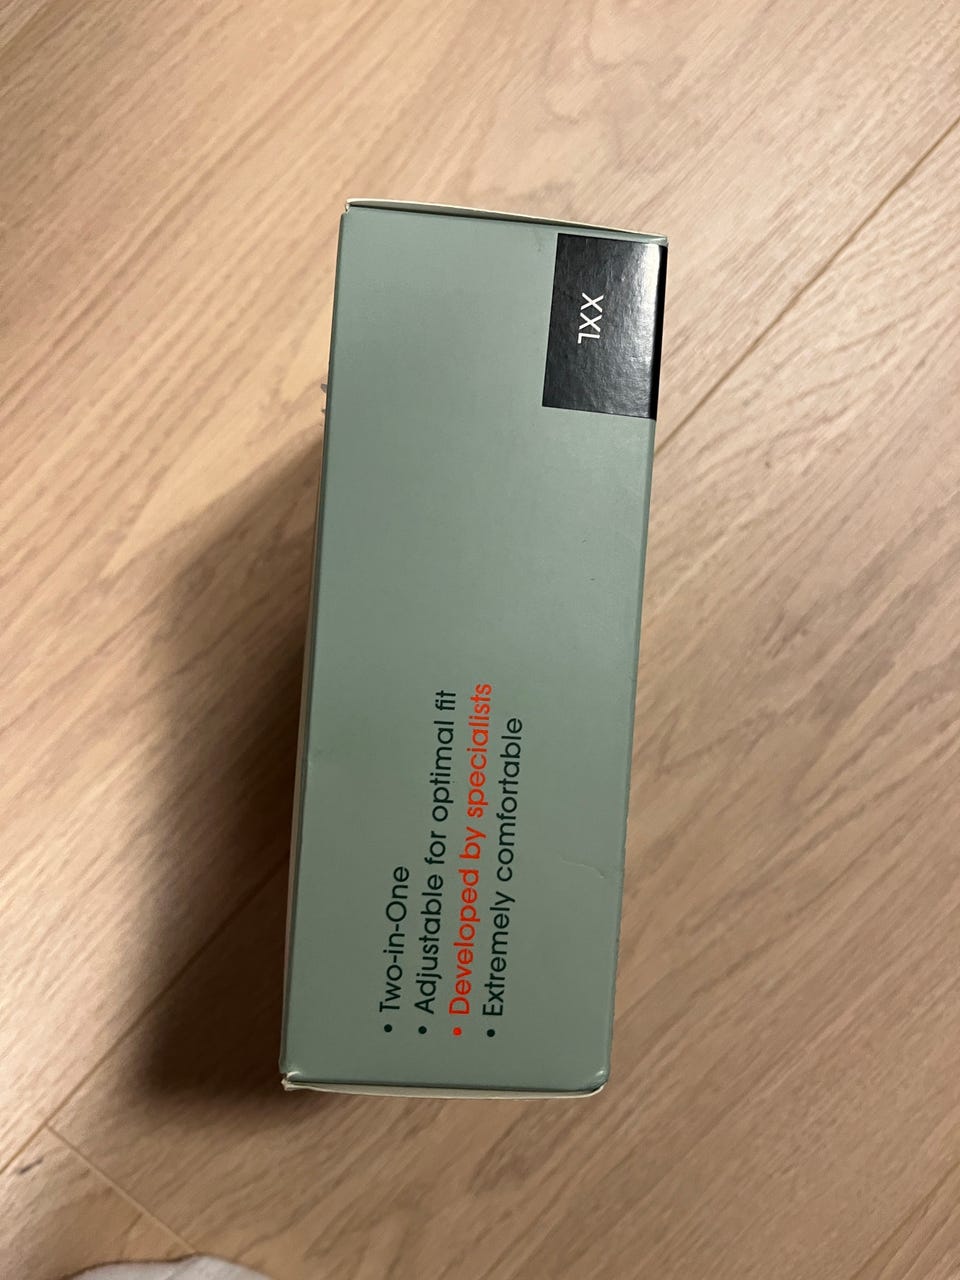 • Two-in-One
• Adjustable for optimal fit
• Developed by specialists
• Extremely comfortable
XXL